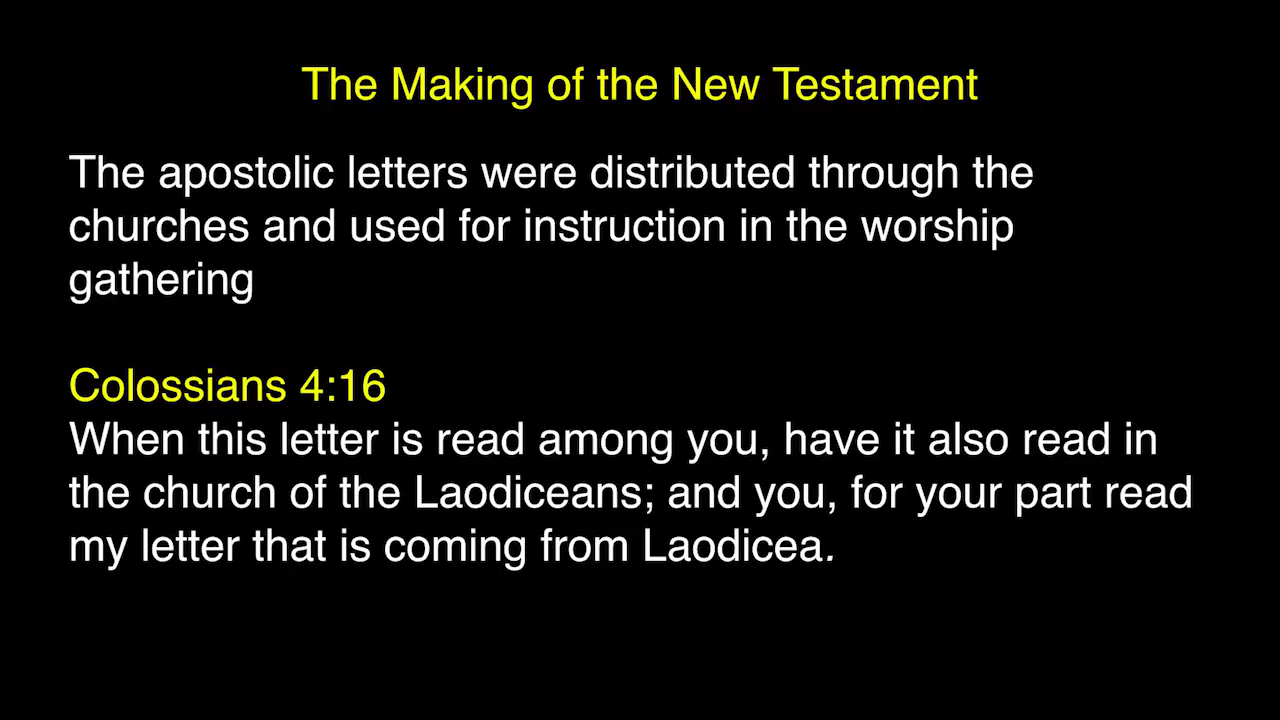 The Making of the New Testament
The apostolic letters were distributed through the
churches and used for instruction in the worship
gathering
Colossians 4:16
When this letter is read among you, have it also read in
the church of the Laodiceans; and you, for your part read
my letter that is coming from Laodicea.